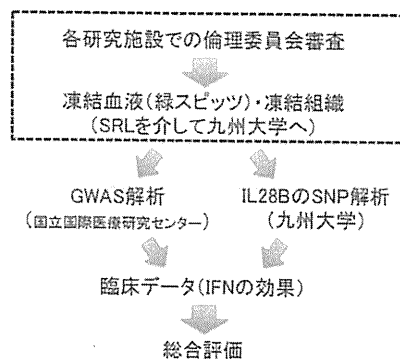 各研究施設での倫理委員会審査
凍結血液(緑スピッツ)・凍結組織
(SRLを介して九州大学へ)
GWAS解析
(国立国際医療研究センター)
IL28BのSNP解析
(九州大学)
臨床データ(IFNの効果)
総合評価